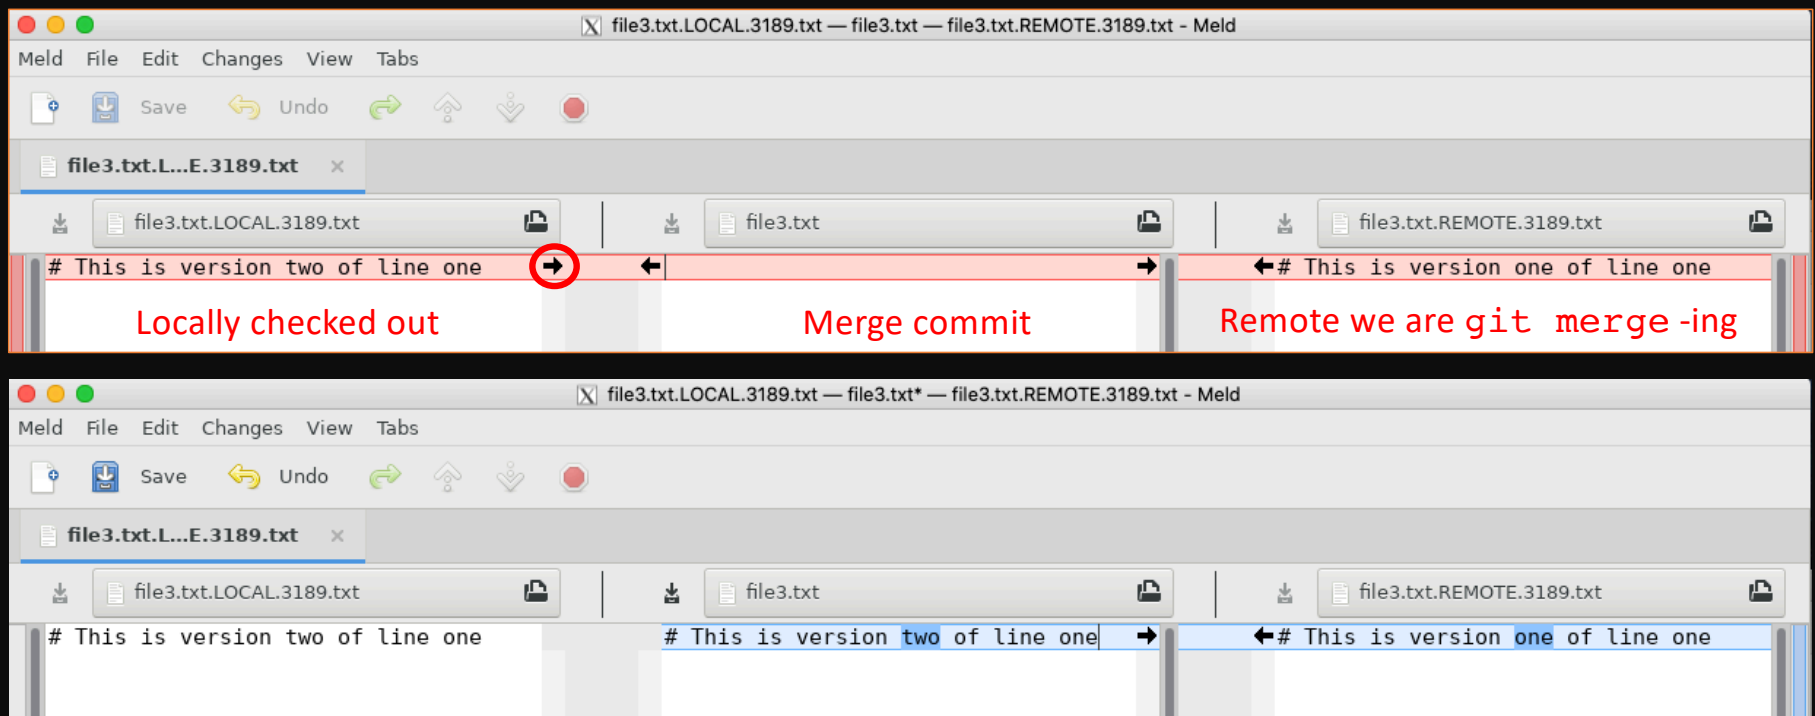 file3.txt.LOCAL.3189.txt — file3.txt — file3.txt.REMOTE.3189.txt - Meld
Meld File Edit Changes View Tabs
Save Undo
file3.txt.L...E.3189.txt ×
file3.txt.LOCAL.3189.txt file3.txt file3.txt.REMOTE.3189.txt
# This is version two of line one # This is version one of line one
Locally checked out Merge commit Remote we are git merge -ing
file3.txt.LOCAL.3189.txt — file3.txt* — file3.txt.REMOTE.3189.txt - Meld
Meld File Edit Changes View Tabs
Save Undo
file3.txt.L...E.3189.txt ×
file3.txt.LOCAL.3189.txt file3.txt file3.txt.REMOTE.3189.txt
# This is version two of line one # This is version two of line one # This is version one of line one